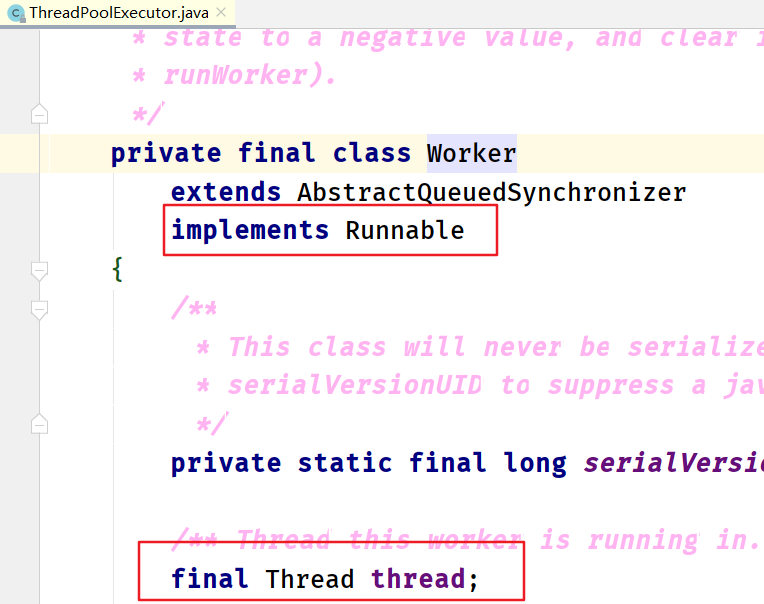 ThreadPoolExecutor.java
* state to a negative value, and clear
* runWorker).
*/
private final class Worker
extends AbstractQueuedSynchronizer
implements Runnable
{
/**
* This class will never be serialize
* serialVersionUID to suppress a jav
*/
private static final long serialVersio
/** Thread this worker is running in.
final Thread thread;